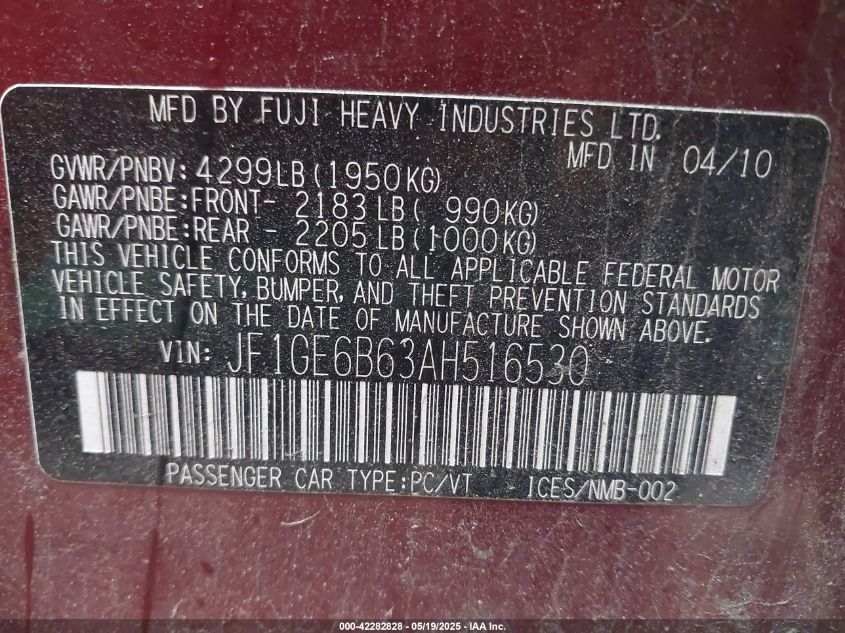 MFD BY FUJI HEAVY INDUSTRIES LTD.
MFD IN 04/10
GVWR/PNBV: 4299LB(1950KG)
GAWR/PNBE:FRONT- 2183LB( 990KG)
GAWR/PNBE:REAR - 2205LB(1000KG)
THIS VEHICLE CONFORMS TO ALL APPLICABLE FEDERAL MOTOR
VEHICLE SAFETY, BUMPER, AND THEFT PREVENTION STANDARDS
IN EFFECT ON THE DATE OF MANUFACTURE SHOWN ABOVE.
VIN: JF1GE6B63AH516530
PASSENGER CAR TYPE:PC/VT ICES/NMB-002
000-42282828 - 05/19/2025 - IAA Inc.